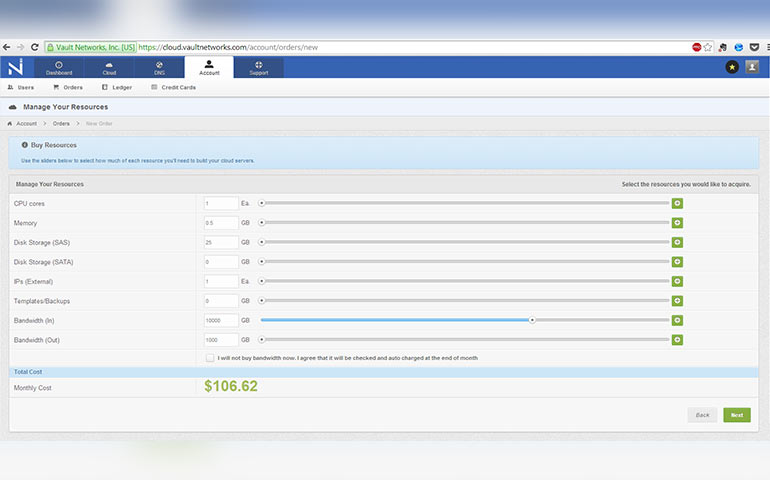 Vault Networks, Inc. [US] https://cloud.vaultnetworks.com/account/orders/new
N
Dashboard Cloud DNS Account Support
Users Orders Ledger Credit Cards
Manage Your Resources
Account > Orders > New Order
Buy Resources
Use the sliders below to select how much of each resource you'll need to build your cloud servers.
Manage Your Resources Select the resources you would like to acquire.
CPU cores 1 Ea.
Memory 0.5 GB
Disk Storage (SAS) 25 GB
Disk Storage (SATA) 0 GB
IPs (External) 1 Ea.
Templates/Backups 0 GB
Bandwidth (In) 10000 GB
Bandwidth (Out) 1000 GB
I will not buy bandwidth now. I agree that it will be checked and auto charged at the end of month
Total Cost
Monthly Cost $106.62
Back Next